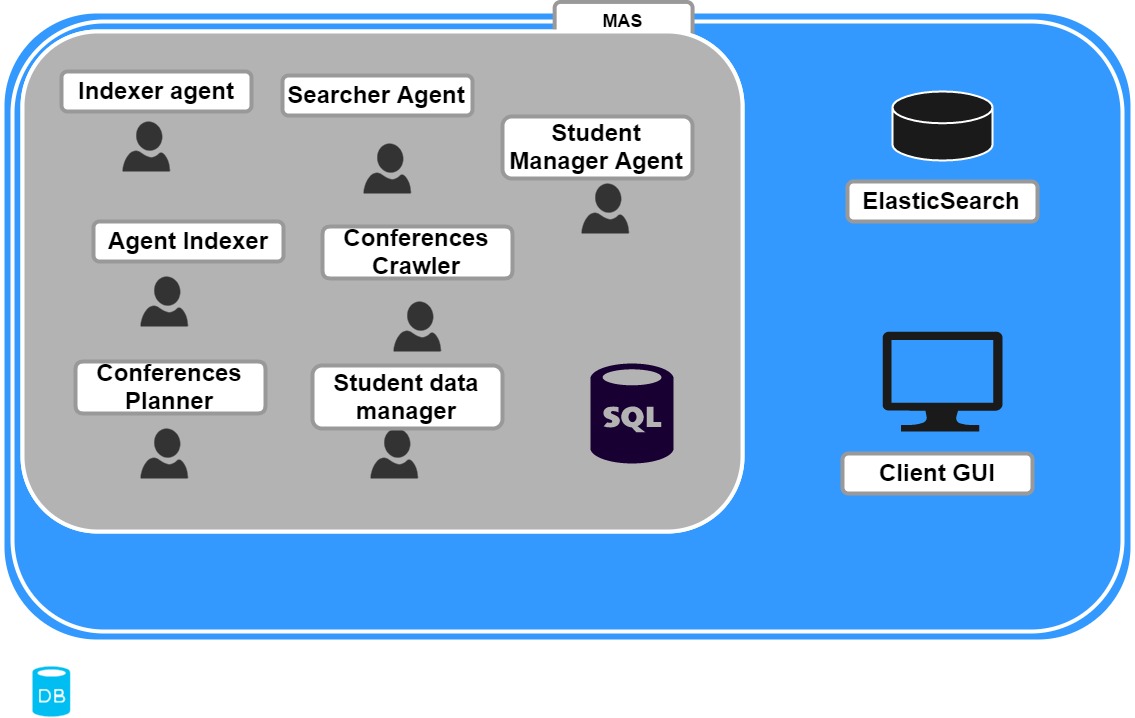 MAS
Indexer agent
Searcher Agent
Student
Manager Agent
ElasticSearch
Agent Indexer
Conferences
Crawler
Conferences
Planner
Student data
manager
SQL
Client GUI
DB